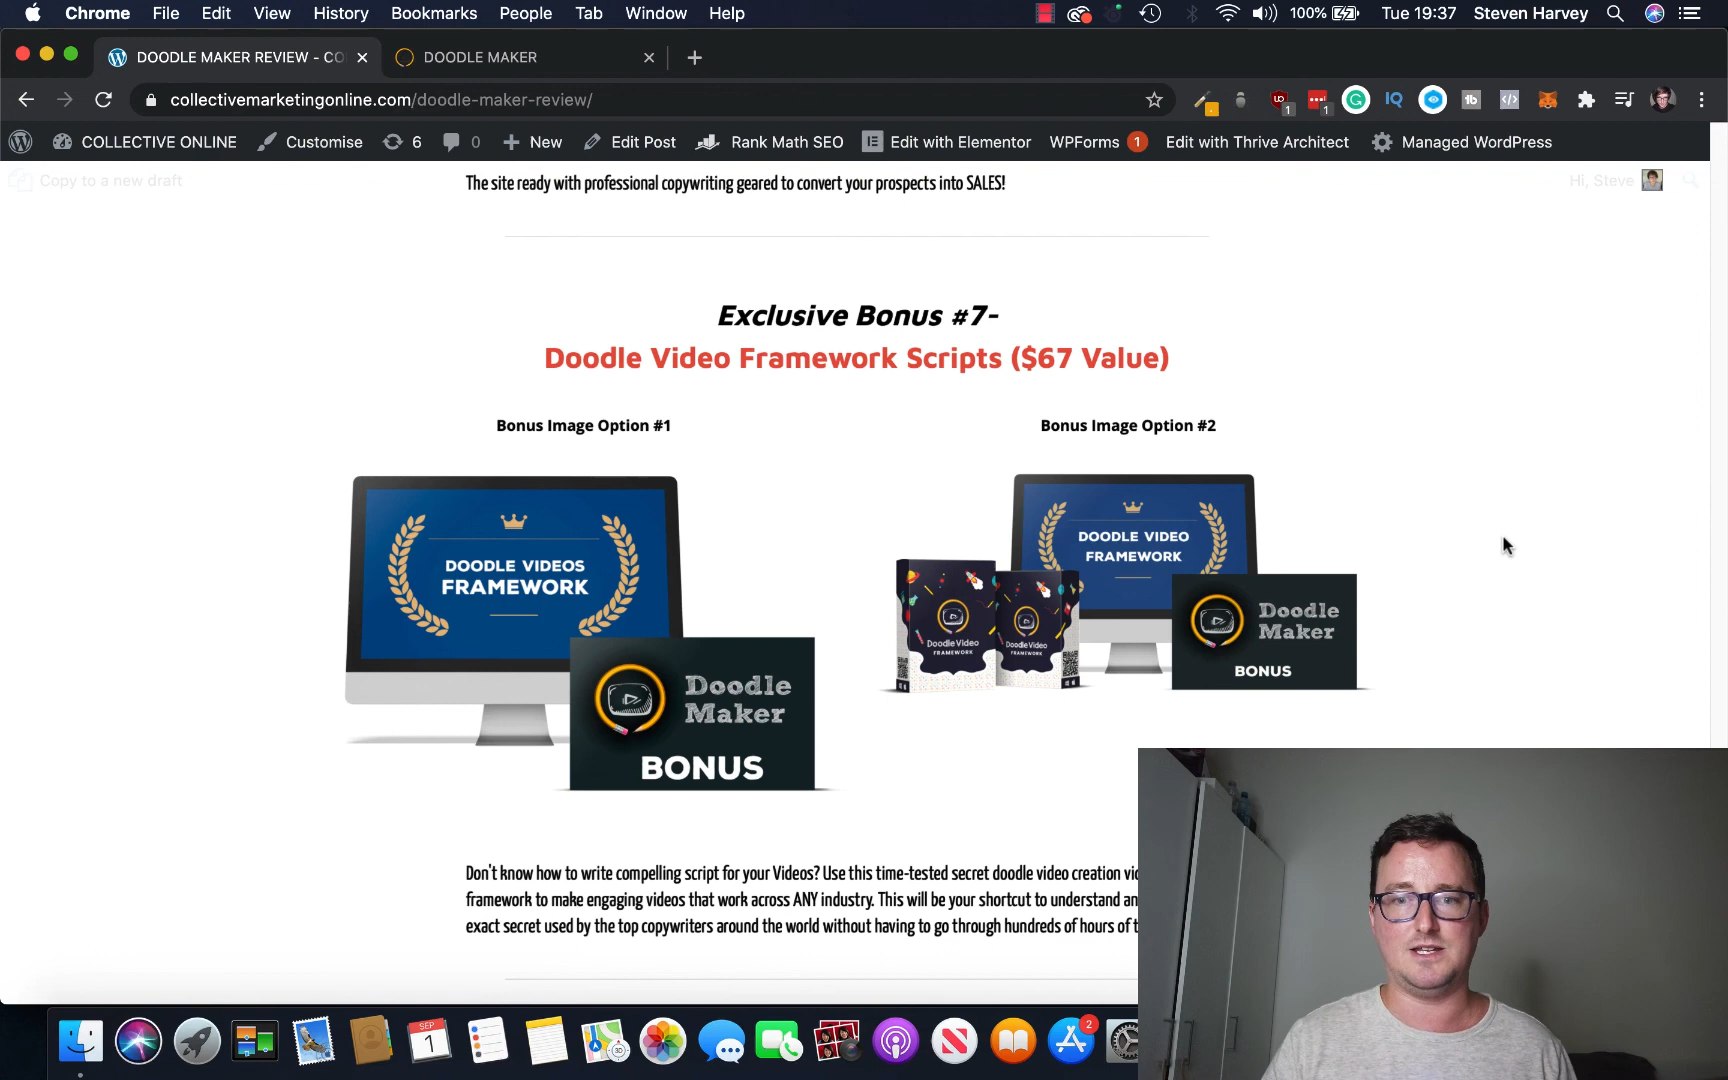 Chrome File Edit View History Bookmarks People Tab Window Help 100% Tue 19:37 Steven Harvey
DOODLE MAKER REVIEW - CO DOODLE MAKER
collectivemarketingonline.com/doodle-maker-review/
COLLECTIVE ONLINE Customise 6 0 New Edit Post Rank Math SEO Edit with Elementor WPForms 1 Edit with Thrive Architect Managed WordPress
Copy to a new draft Hi, Steve
The site ready with professional copywriting geared to convert your prospects into SALES!
Exclusive Bonus #7-
Doodle Video Framework Scripts ($67 Value)
Bonus Image Option #1 Bonus Image Option #2
DOODLE VIDEOS
FRAMEWORK
Doodle
Maker
BONUS
DOODLE VIDEO
FRAMEWORK
Doodle Video
FRAMEWORK
Doodle Video
FRAMEWORK
Doodle
Maker
BONUS
Don't know how to write compelling script for your Videos? Use this time-tested secret doodle video creation vi
framework to make engaging videos that work across ANY industry. This will be your shortcut to understand an
exact secret used by the top copywriters around the world without having to go through hundreds of hours of t
SEP
1
3D
2